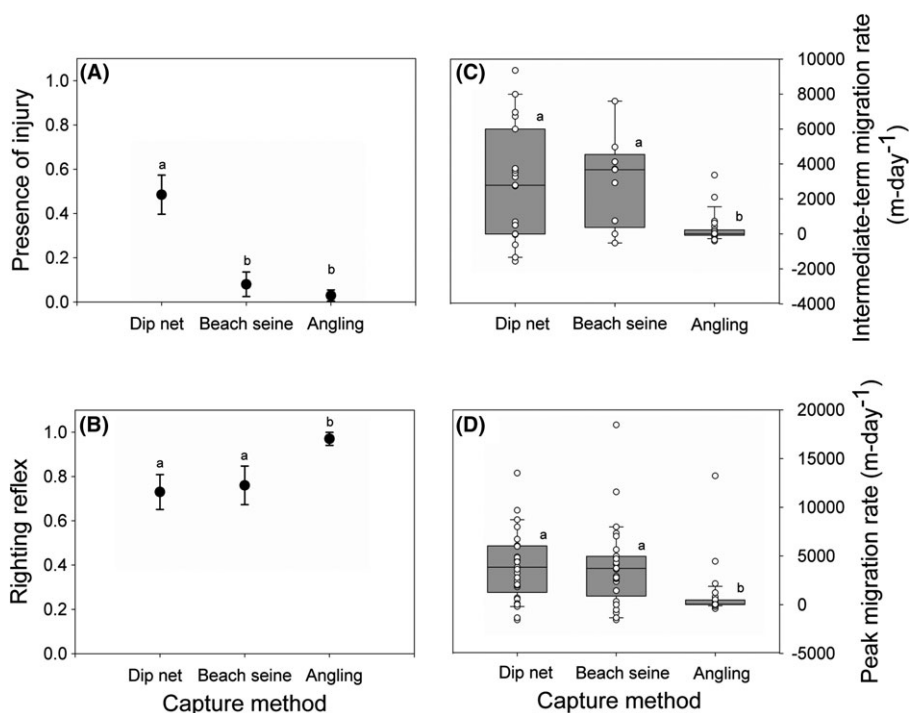 (A)
Presence of injury
1.0
0.8
0.6
0.4
0.2
0.0
a
b
b
Dip net Beach seine Angling
(C)
Intermediate-term migration rate
(m-day⁻¹)
10000
8000
6000
4000
2000
0
-2000
-4000
a
a
b
Dip net Beach seine Angling
(B)
Righting reflex
1.0
0.8
0.6
0.4
0.2
0.0
a
a
b
Dip net Beach seine Angling
Capture method
(D)
Peak migration rate (m-day⁻¹)
20000
15000
10000
5000
0
-5000
a
a
b
Dip net Beach seine Angling
Capture method